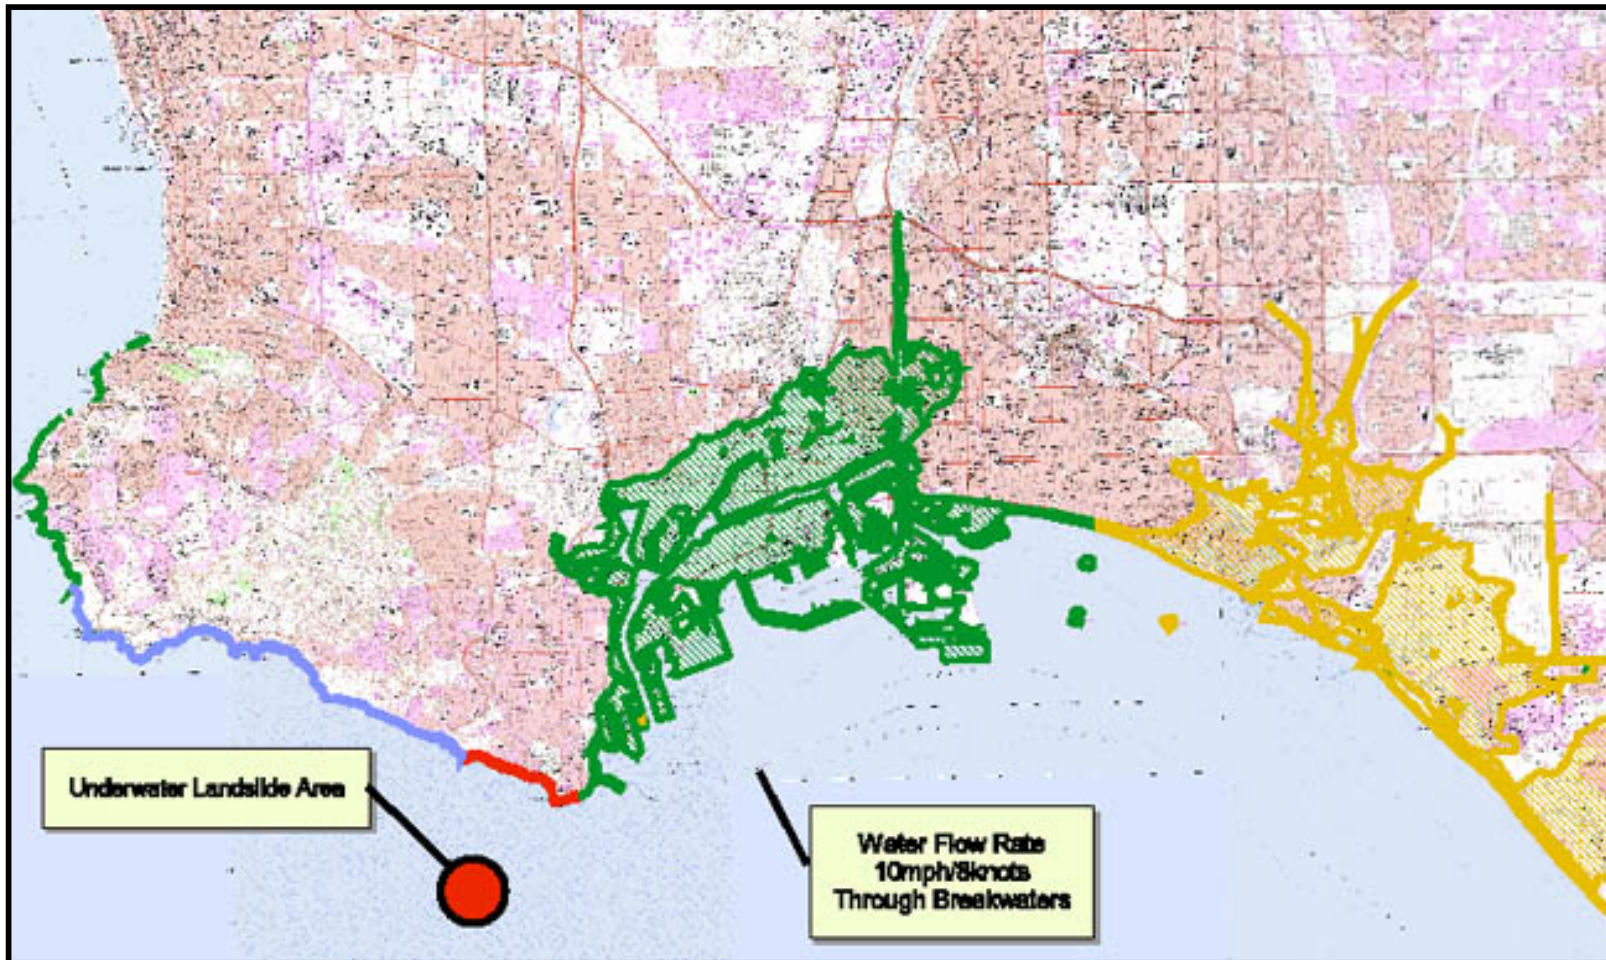 Underwater Landslide Area
Water Flow Rate
10mph/8knots
Through Breakwaters